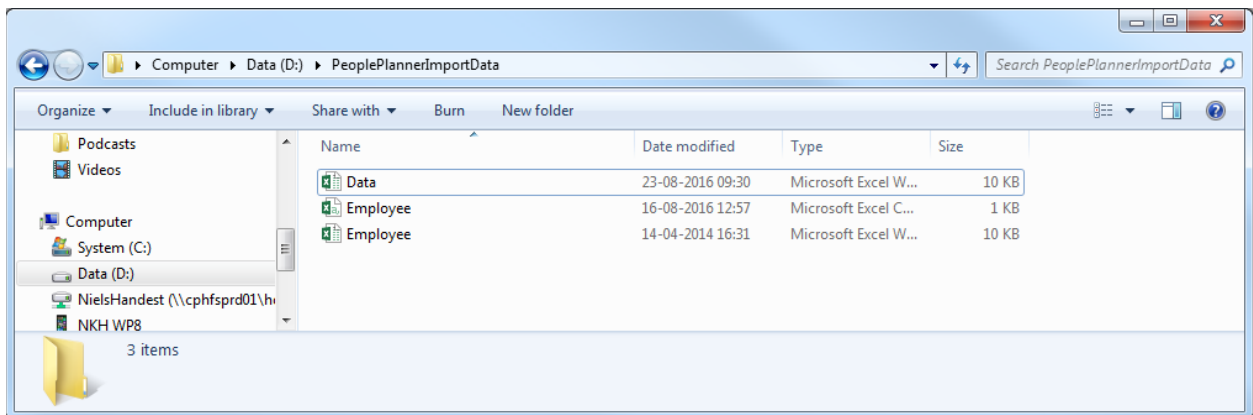 Computer Data (D:) PeoplePlannerImportData Search PeoplePlannerImportData
Organize Include in library Share with Burn New folder
Podcasts
Videos
Computer
System (C:)
Data (D:)
NielsHandest (\\cphfsprd01\h
NKH WP8
Name Date modified Type Size
Data 23-08-2016 09:30 Microsoft Excel W... 10 KB
Employee 16-08-2016 12:57 Microsoft Excel C... 1 KB
Employee 14-04-2014 16:31 Microsoft Excel W... 10 KB
3 items